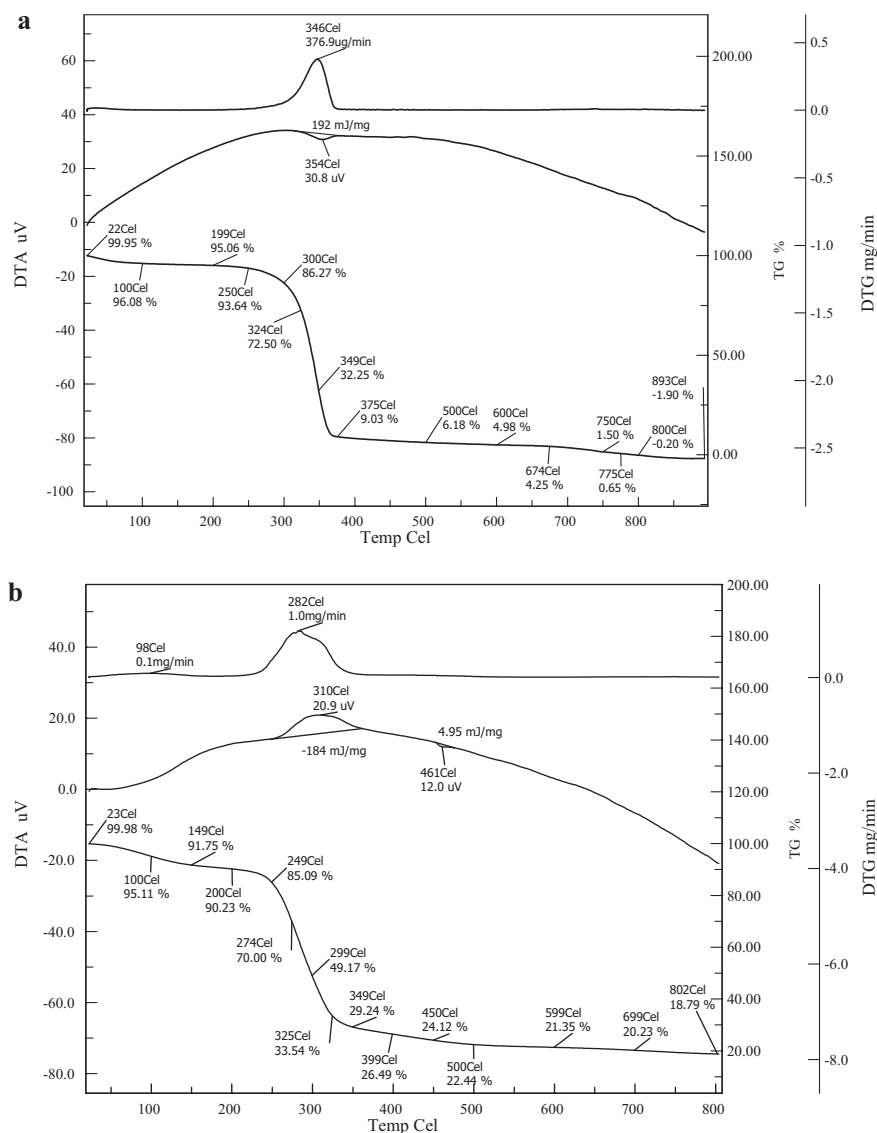 a
346Cel
376.9ug/min
192 mJ/mg
354Cel
30.8 uV
22Cel
99.95 %
199Cel
95.06 %
300Cel
86.27 %
100Cel
96.08 %
250Cel
93.64 %
324Cel
72.50 %
349Cel
32.25 %
375Cel
9.03 %
500Cel
6.18 %
600Cel
4.98 %
674Cel
4.25 %
750Cel
1.50 %
775Cel
0.65 %
800Cel
-0.20 %
893Cel
-1.90 %
DTA uV
60
40
20
0
-20
-40
-60
-80
-100
TG %
200.00
150.00
100.00
50.00
0.00
DTG mg/min
0.5
0.0
-0.5
-1.0
-1.5
-2.0
-2.5
100 200 300 400 500 600 700 800
Temp Cel
b
282Cel
1.0mg/min
98Cel
0.1mg/min
310Cel
20.9 uV
-184 mJ/mg
4.95 mJ/mg
461Cel
12.0 uV
23Cel
99.98 %
149Cel
91.75 %
249Cel
85.09 %
100Cel
95.11 %
200Cel
90.23 %
274Cel
70.00 %
299Cel
49.17 %
349Cel
29.24 %
325Cel
33.54 %
399Cel
26.49 %
450Cel
24.12 %
500Cel
22.44 %
599Cel
21.35 %
699Cel
20.23 %
802Cel
18.79 %
DTA uV
40.0
20.0
0.0
-20.0
-40.0
-60.0
-80.0
TG %
200.00
180.00
160.00
140.00
120.00
100.00
80.00
60.00
40.00
20.00
DTG mg/min
0.0
-2.0
-4.0
-6.0
-8.0
100 200 300 400 500 600 700 800
Temp Cel